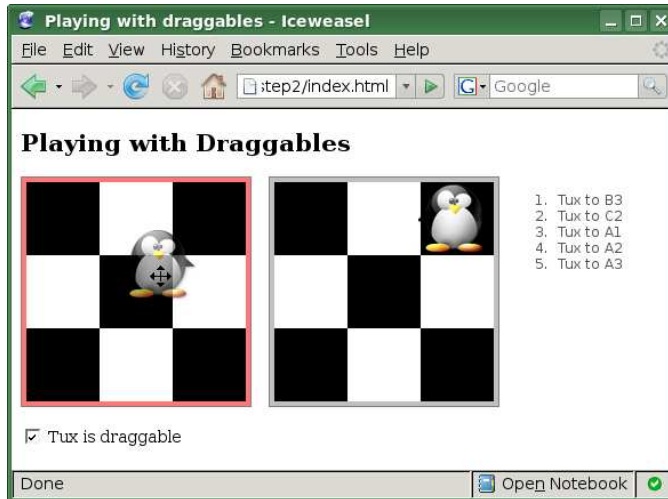 Playing with draggables - Iceweasel
File Edit View History Bookmarks Tools Help
step2/index.html
G
Google
Playing with Draggables
1. Tux to B3
2. Tux to C2
3. Tux to A1
4. Tux to A2
5. Tux to A3
Tux is draggable
Done
Open Notebook